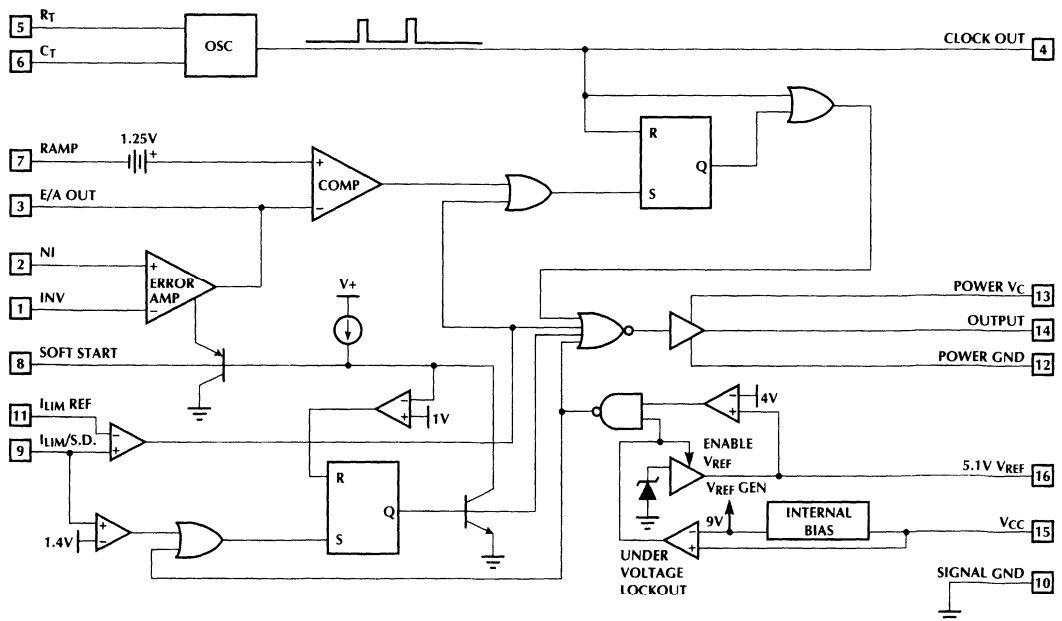 5 RT
OSC
CLOCK OUT 4
6 CT
1.25V
7 RAMP
+
+
COMP
−
R
Q
S
3 E/A OUT
2 NI
+
ERROR
AMP
−
1 INV
V+
POWER VC 13
OUTPUT 14
POWER GND 12
8 SOFT START
−
+
1V
−
+
4V
11 ILIM REF
−
+
9 ILIM/S.D.
ENABLE
VREF
VREF GEN
5.1V VREF 16
R
Q
S
+
−
1.4V
9V
INTERNAL
BIAS
VCC 15
−
+
UNDER
VOLTAGE
LOCKOUT
SIGNAL GND 10